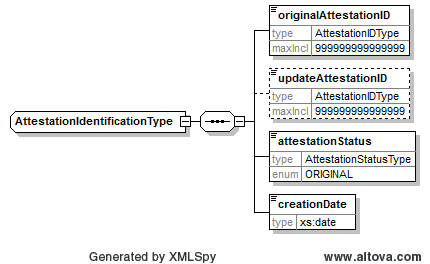 originalAttestationID
type AttestationIDType
maxIncl 999999999999999
updateAttestationID
type AttestationIDType
maxIncl 999999999999999
AttestationIdentificationType
attestationStatus
type AttestationStatusType
enum ORIGINAL
creationDate
type xs:date
Generated by XMLSpy www.altova.com